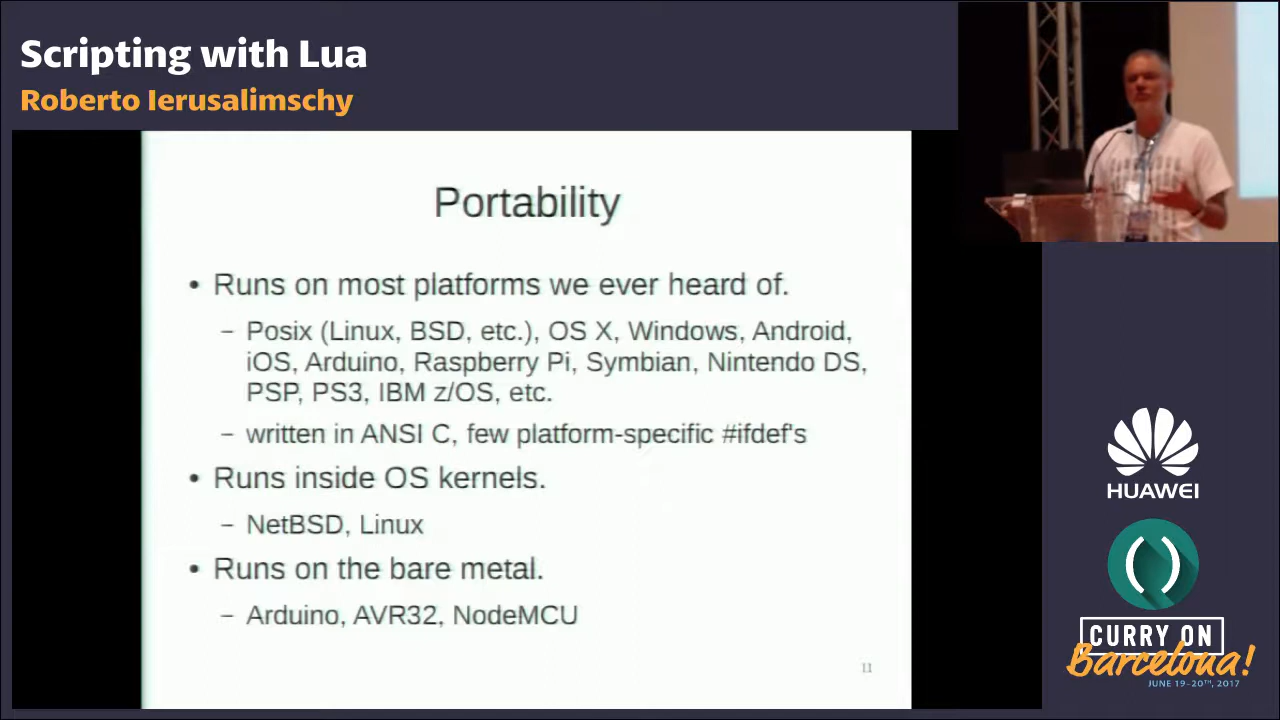 Scripting with Lua
Roberto Ierusalimschy
Portability
• Runs on most platforms we ever heard of.
– Posix (Linux, BSD, etc.), OS X, Windows, Android,
iOS, Arduino, Raspberry Pi, Symbian, Nintendo DS,
PSP, PS3, IBM z/OS, etc.
– written in ANSI C, few platform-specific #ifdef's
• Runs inside OS kernels.
– NetBSD, Linux
• Runs on the bare metal.
– Arduino, AVR32, NodeMCU
11
HUAWEI
CURRY ON
Barcelona!
JUNE 19-20TH, 2017